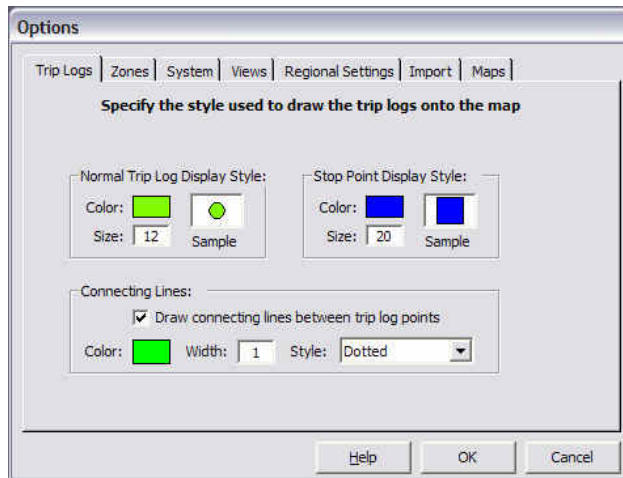 Options
Trip Logs Zones System Views Regional Settings Import Maps
Specify the style used to draw the trip logs onto the map
Normal Trip Log Display Style:
Color:
Size: 12
Sample
Stop Point Display Style:
Color:
Size: 20
Sample
Connecting Lines:
Draw connecting lines between trip log points
Color: Width: 1 Style: Dotted
Help OK Cancel